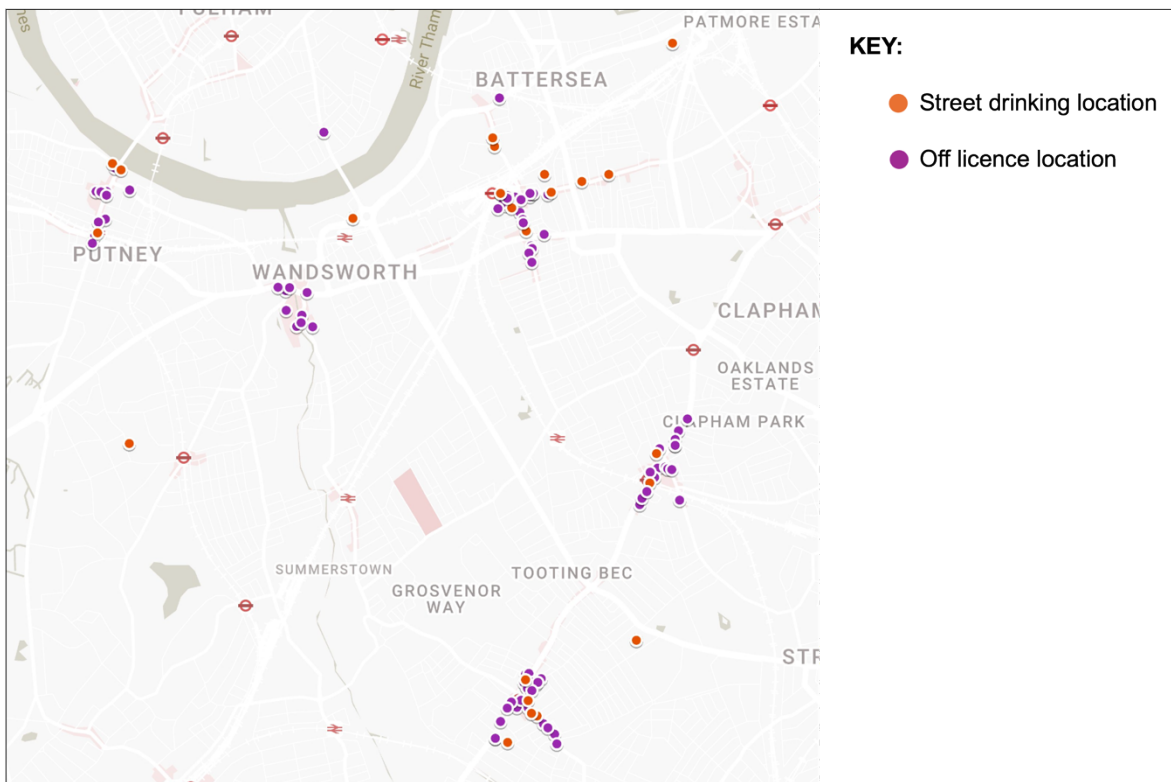 FULHAM
PATMORE ESTA
River Tham
BATTERSEA
PUTNEY
WANDSWORTH
CLAPHAM
OAKLANDS
ESTATE
CLAPHAM PARK
SUMMERSTOWN
TOOTING BEC
GROSVENOR
WAY
STR
KEY:
Street drinking location
Off licence location